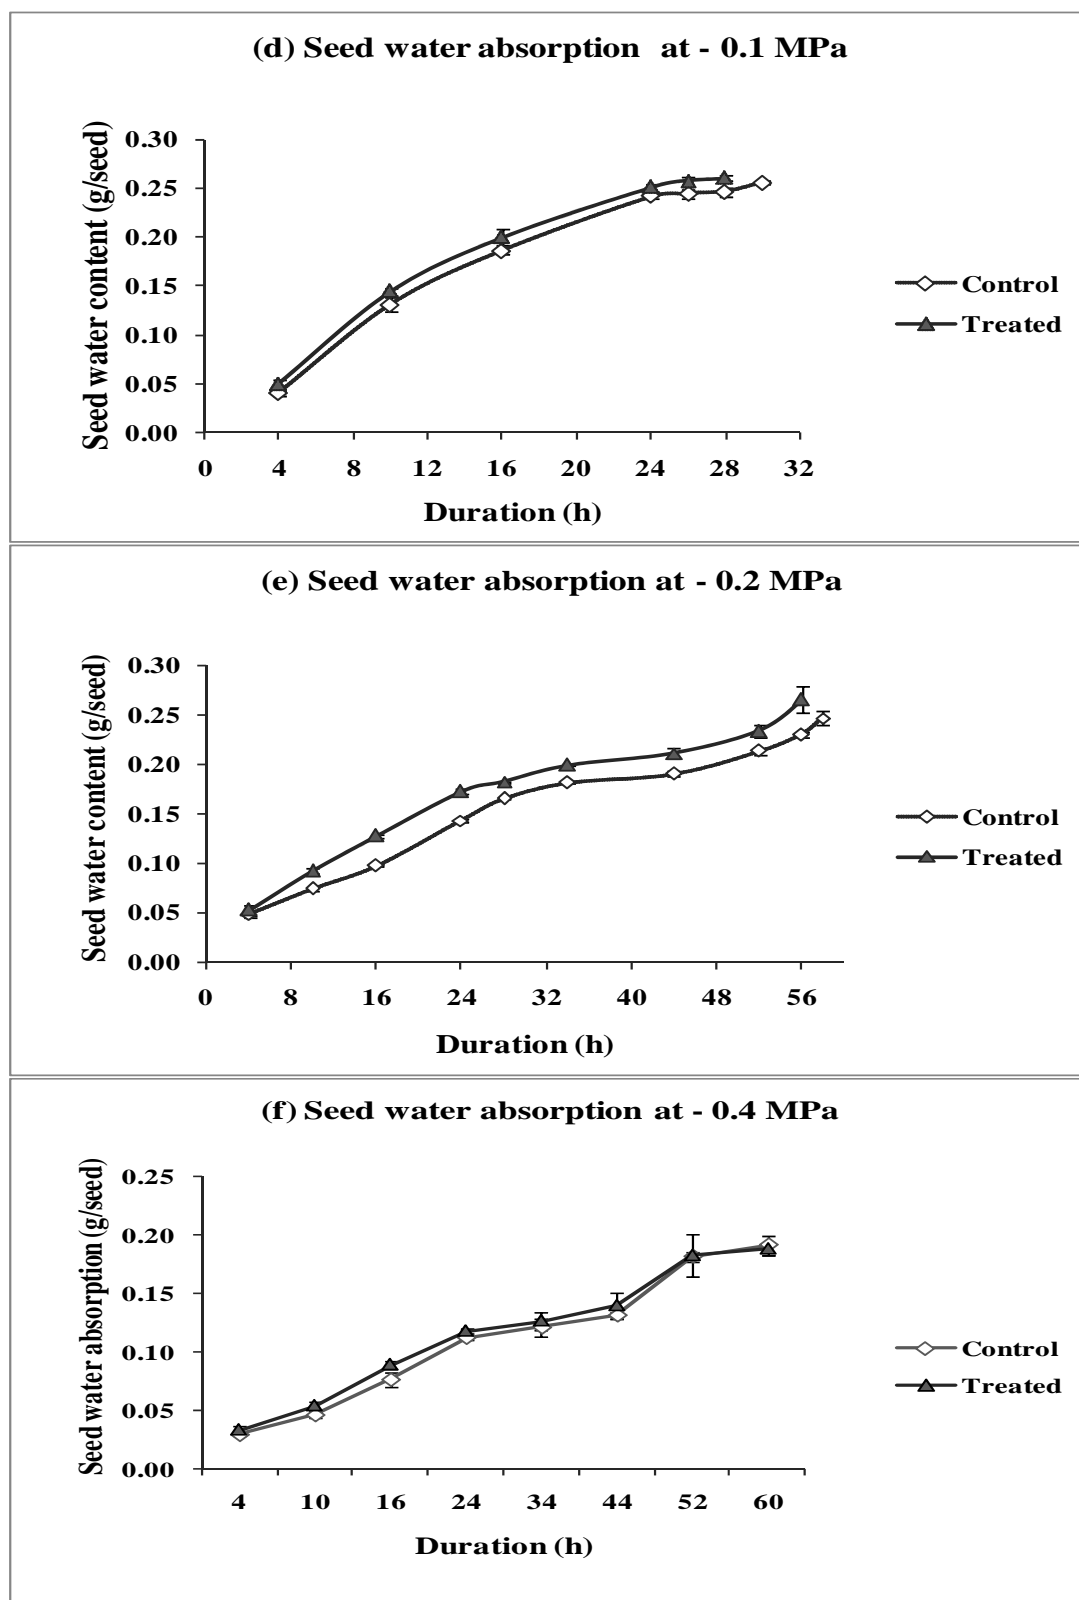 (d) Seed water absorption at - 0.1 MPa
Seed water content (g/seed)
0.30
0.25
0.20
0.15
0.10
0.05
0.00
0 4 8 12 16 20 24 28 32
Duration (h)
Control
Treated
(e) Seed water absorption at - 0.2 MPa
Seed water content (g/seed)
0.30
0.25
0.20
0.15
0.10
0.05
0.00
0 8 16 24 32 40 48 56
Duration (h)
Control
Treated
(f) Seed water absorption at - 0.4 MPa
Seed water absorption (g/seed)
0.25
0.20
0.15
0.10
0.05
0.00
4 10 16 24 34 44 52 60
Duration (h)
Control
Treated